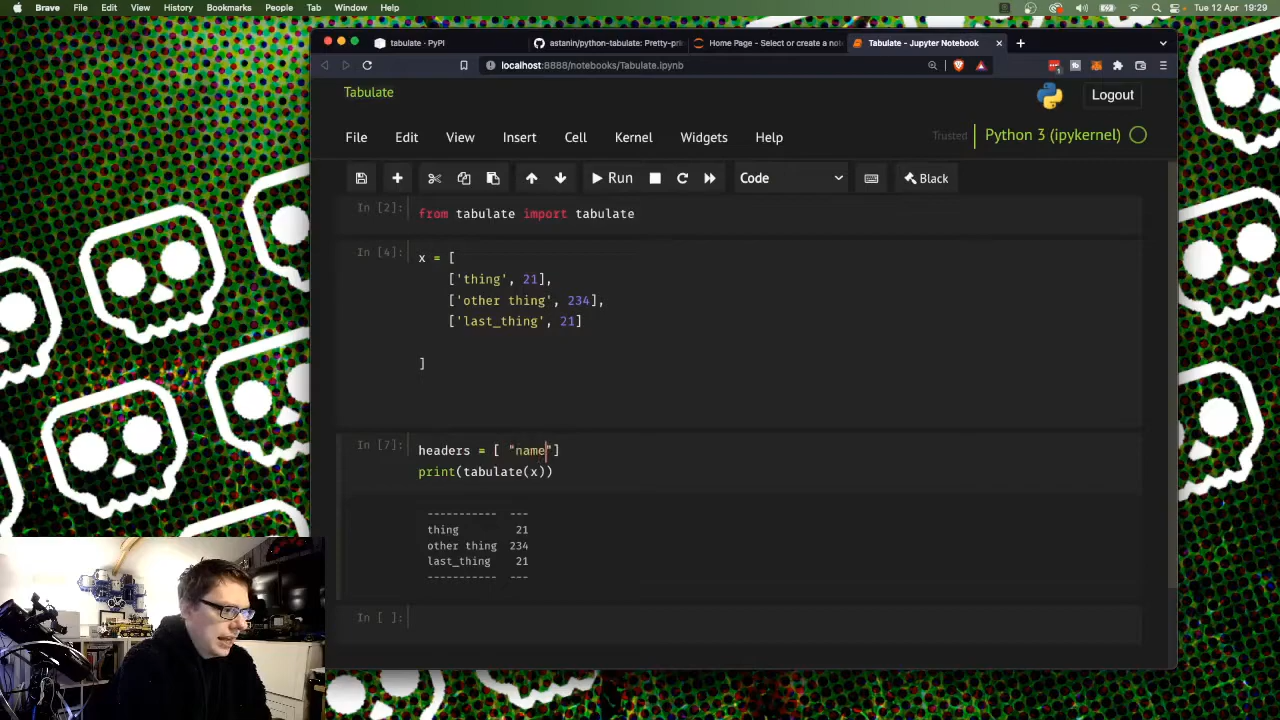 Brave File Edit View History Bookmarks People Tab Window Help Tue 12 Apr 19:29
tabulate · PyPI astanin/python-tabulate: Pretty-pri Home Page - Select or create a not Tabulate - Jupyter Notebook
localhost:8888/notebooks/Tabulate.ipynb
Tabulate Logout
File Edit View Insert Cell Kernel Widgets Help Trusted Python 3 (ipykernel)
Run Code Black
In [2]: from tabulate import tabulate
In [4]: x = [
['thing', 21],
['other thing', 234],
['last_thing', 21]
]
In [7]: headers = [ "name"]
print(tabulate(x))
----------- ---
thing 21
other thing 234
last_thing 21
----------- ---
In [ ]: